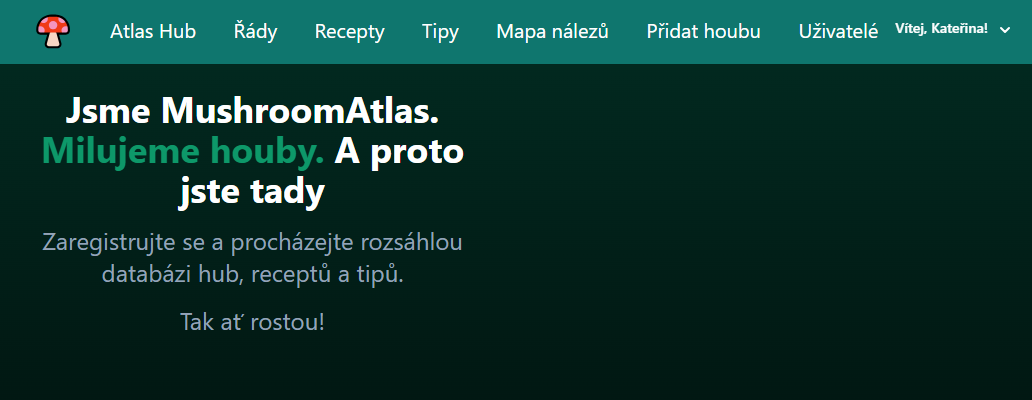 Atlas Hub Řády Recepty Tipy Mapa nálezů Přidat houbu Uživatelé Vítej, Kateřina!
Jsme MushroomAtlas.
Milujeme houby. A proto
jste tady
Zaregistrujte se a procházejte rozsáhlou
databázi hub, receptů a tipů.
Tak ať rostou!